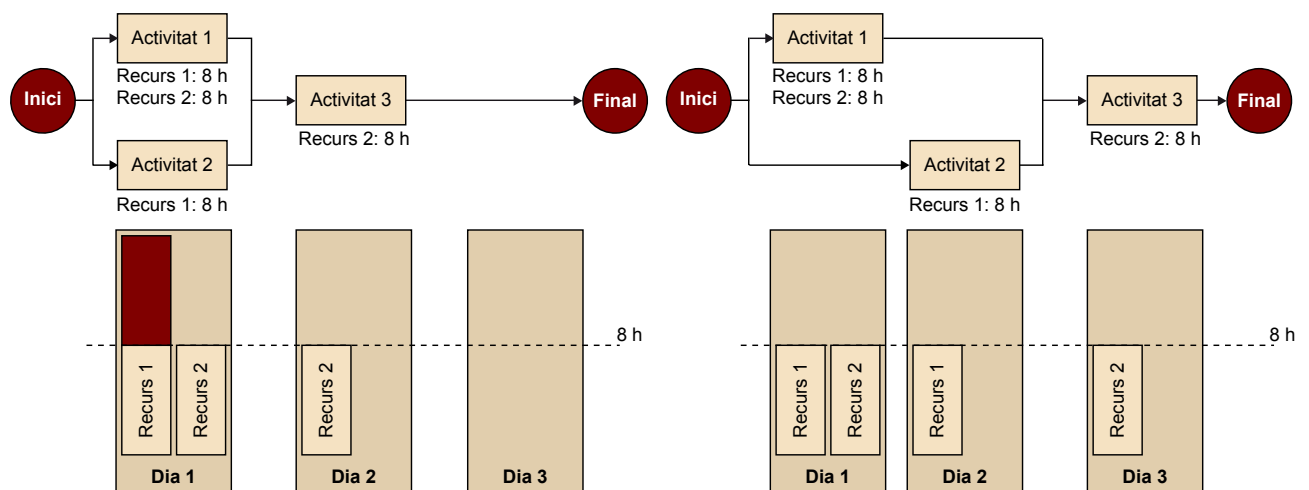 Inici
Activitat 1
Recurs 1: 8 h
Recurs 2: 8 h
Activitat 2
Recurs 1: 8 h
Activitat 3
Recurs 2: 8 h
Final
Recurs 1
Recurs 2
Dia 1
Recurs 2
Dia 2
Dia 3
8 h
Inici
Activitat 1
Recurs 1: 8 h
Recurs 2: 8 h
Activitat 2
Recurs 1: 8 h
Activitat 3
Recurs 2: 8 h
Final
Recurs 1
Recurs 2
Dia 1
Recurs 1
Dia 2
Recurs 2
Dia 3
8 h